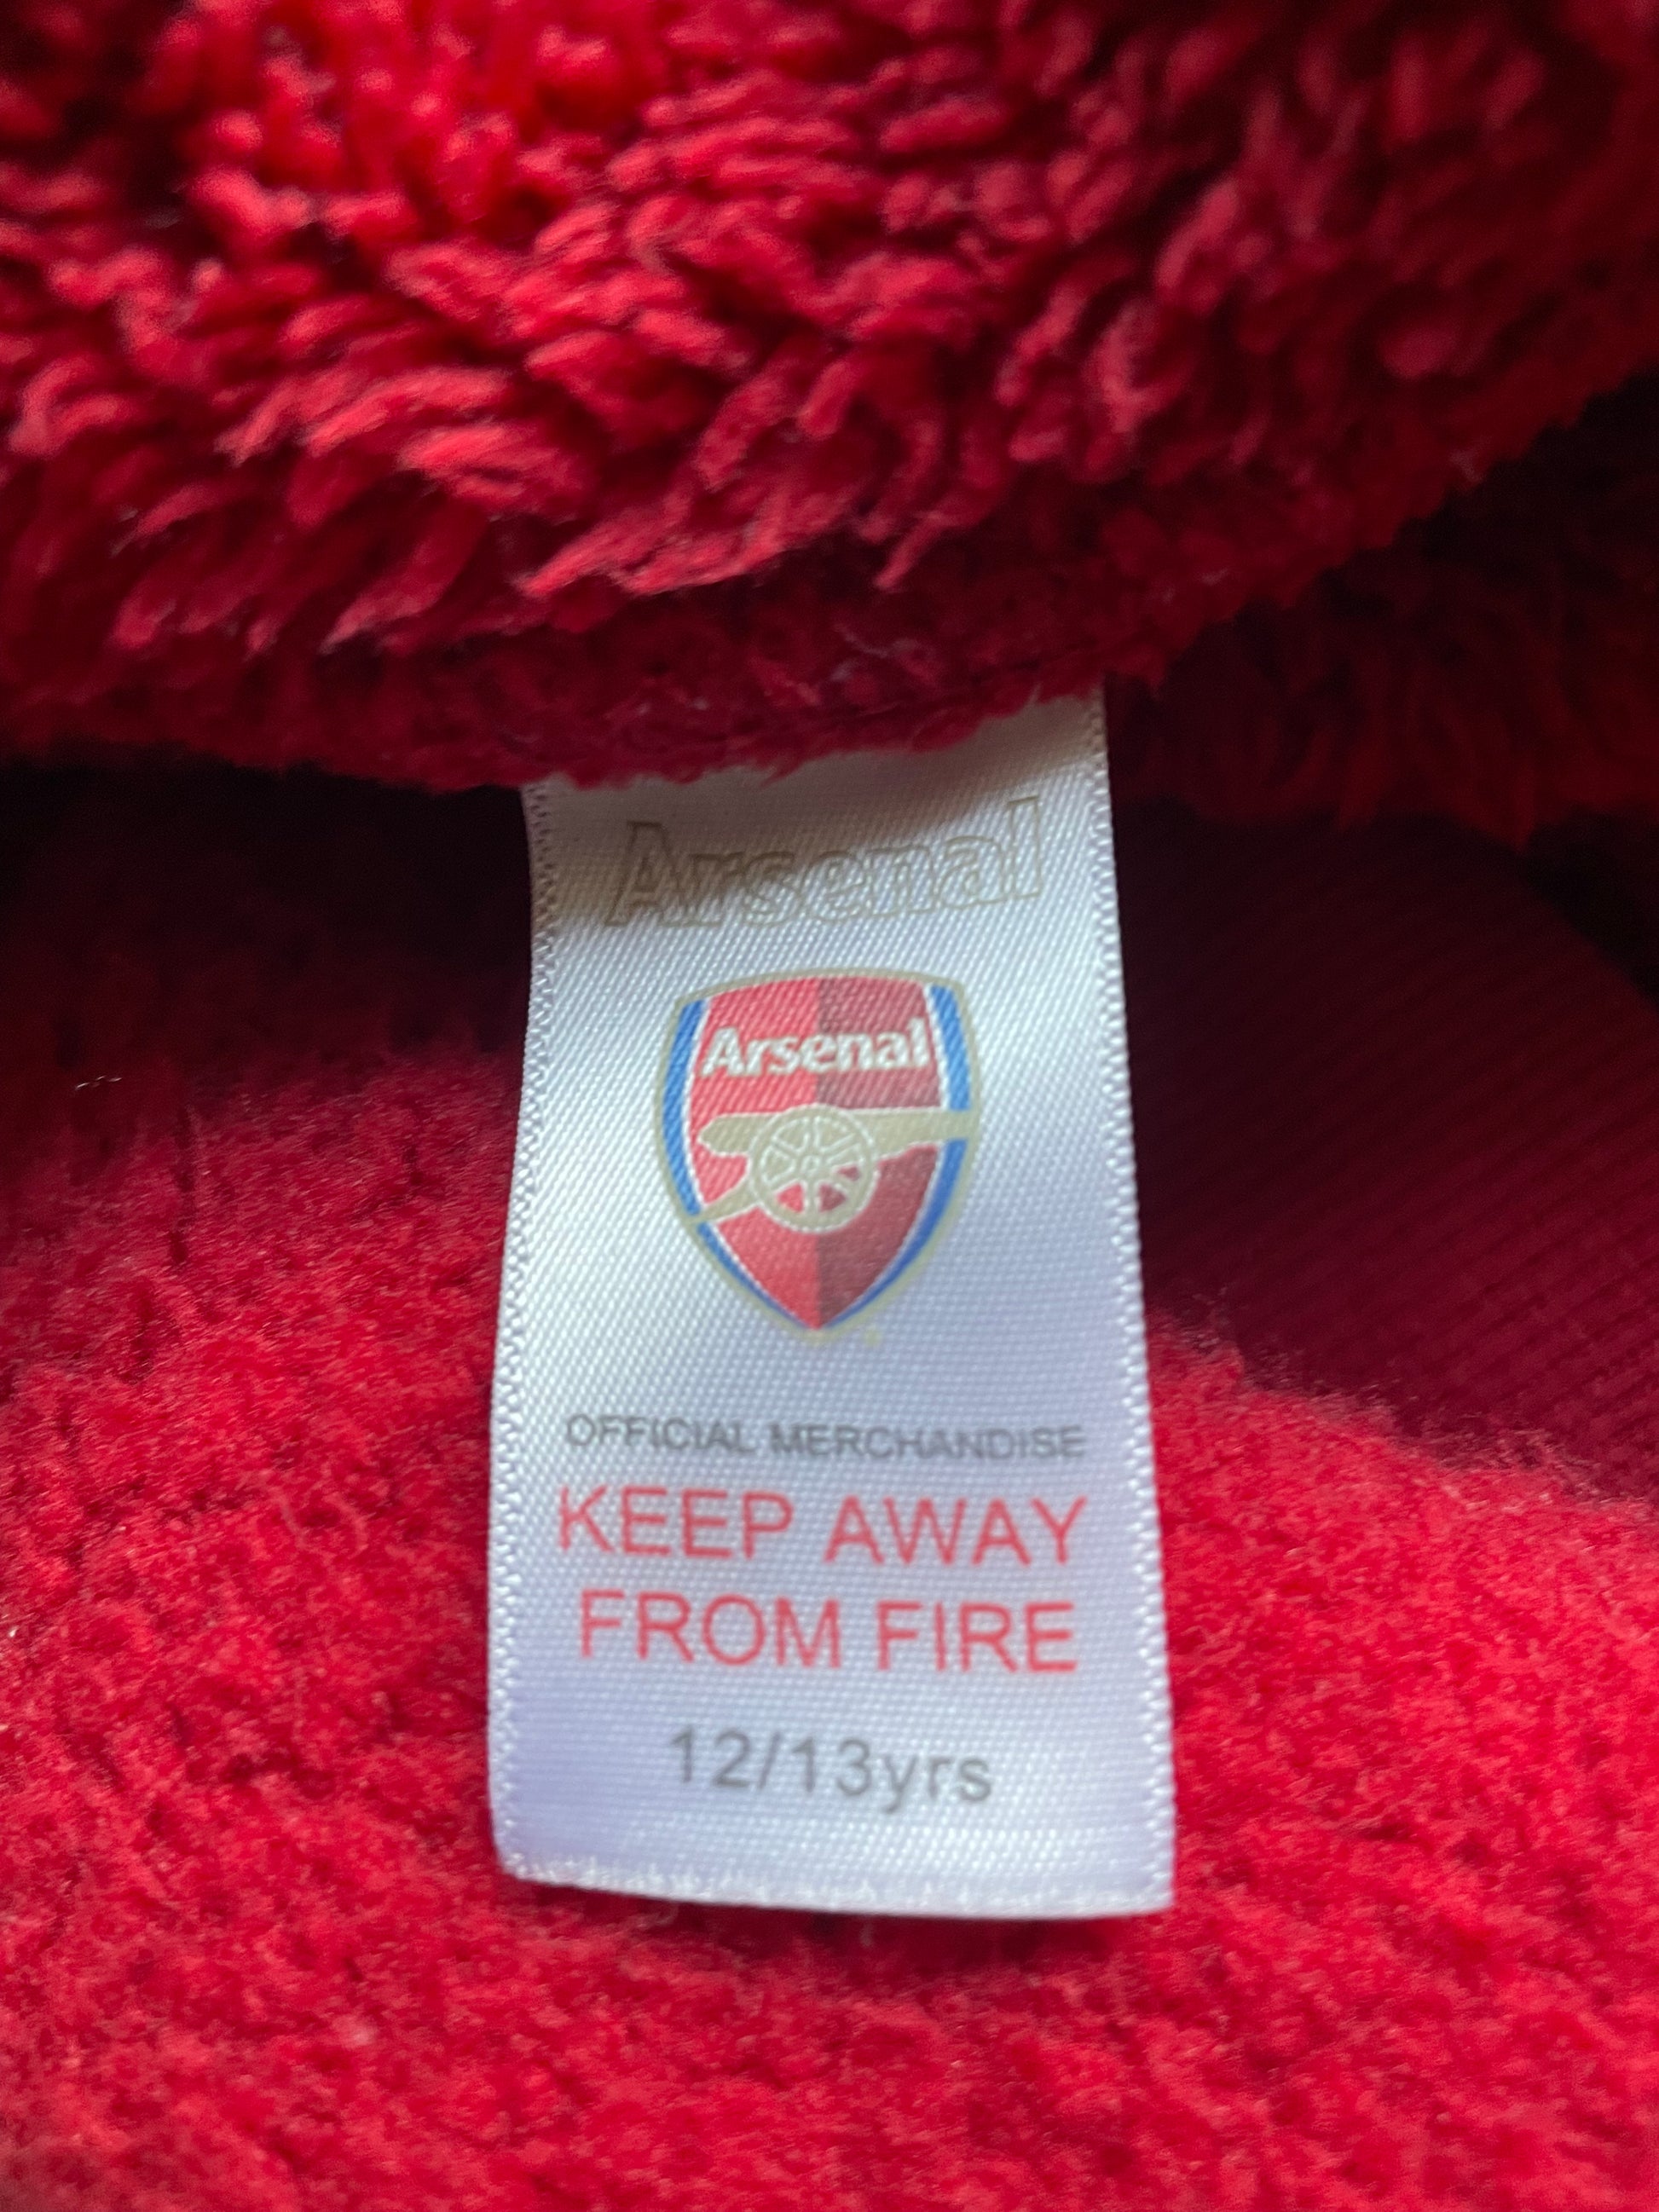 Arsenal
Arsenal
OFFICIAL MERCHANDISE
KEEP AWAY
FROM FIRE
12/13yrs